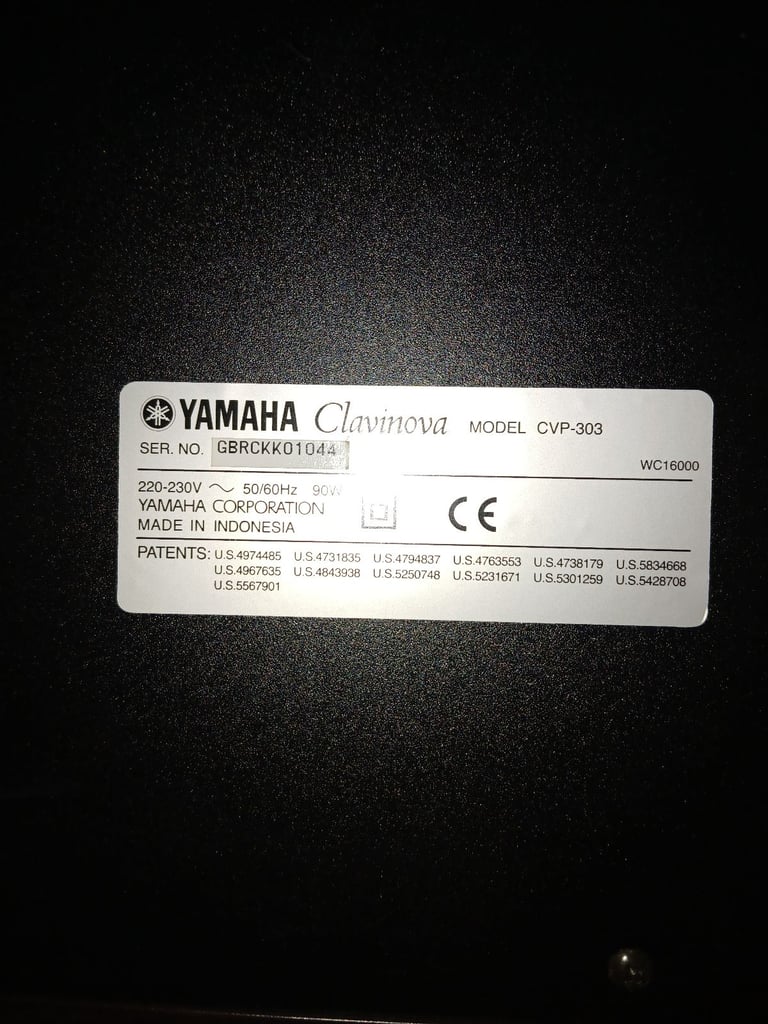 YAMAHA Clavinova MODEL CVP-303
SER. NO. GBRCKK01044
WC16000
220-230V ~ 50/60Hz 90W
YAMAHA CORPORATION
MADE IN INDONESIA
CE
PATENTS: U.S.4974485 U.S.4731835 U.S.4794837 U.S.4763553 U.S.4738179 U.S.5834668
U.S.4967635 U.S.4843938 U.S.5250748 U.S.5231671 U.S.5301259 U.S.5428708
U.S.5567901